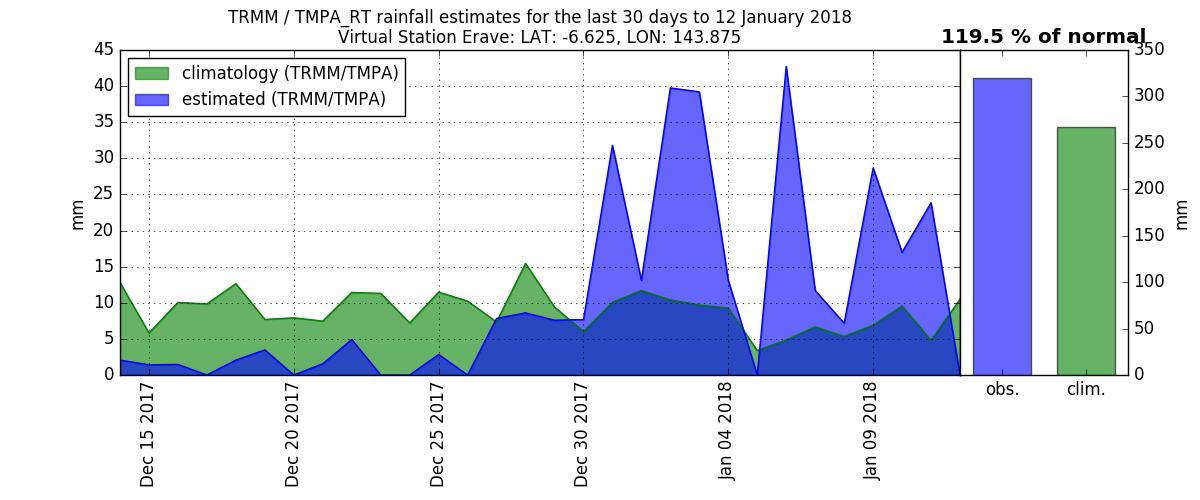 TRMM / TMPA_RT rainfall estimates for the last 30 days to 12 January 2018
Virtual Station Erave: LAT: -6.625, LON: 143.875
119.5 % of normal
climatology (TRMM/TMPA)
estimated (TRMM/TMPA)
45
40
35
30
25
20
15
10
5
0
mm
Dec 15 2017
Dec 20 2017
Dec 25 2017
Dec 30 2017
Jan 04 2018
Jan 09 2018
obs.
clim.
350
300
250
200
150
100
50
0
mm